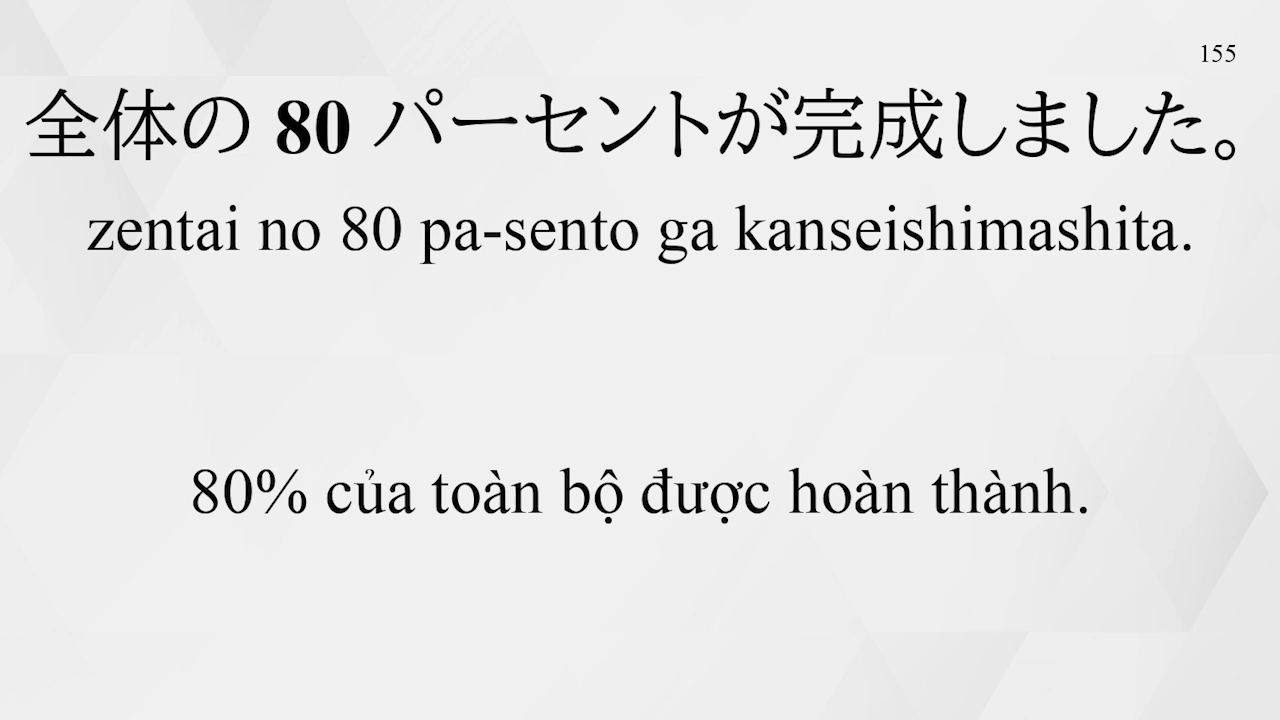 155
全体の 80 パーセントが完成しました。
zentai no 80 pa-sento ga kanseishimashita.
80% của toàn bộ được hoàn thành.